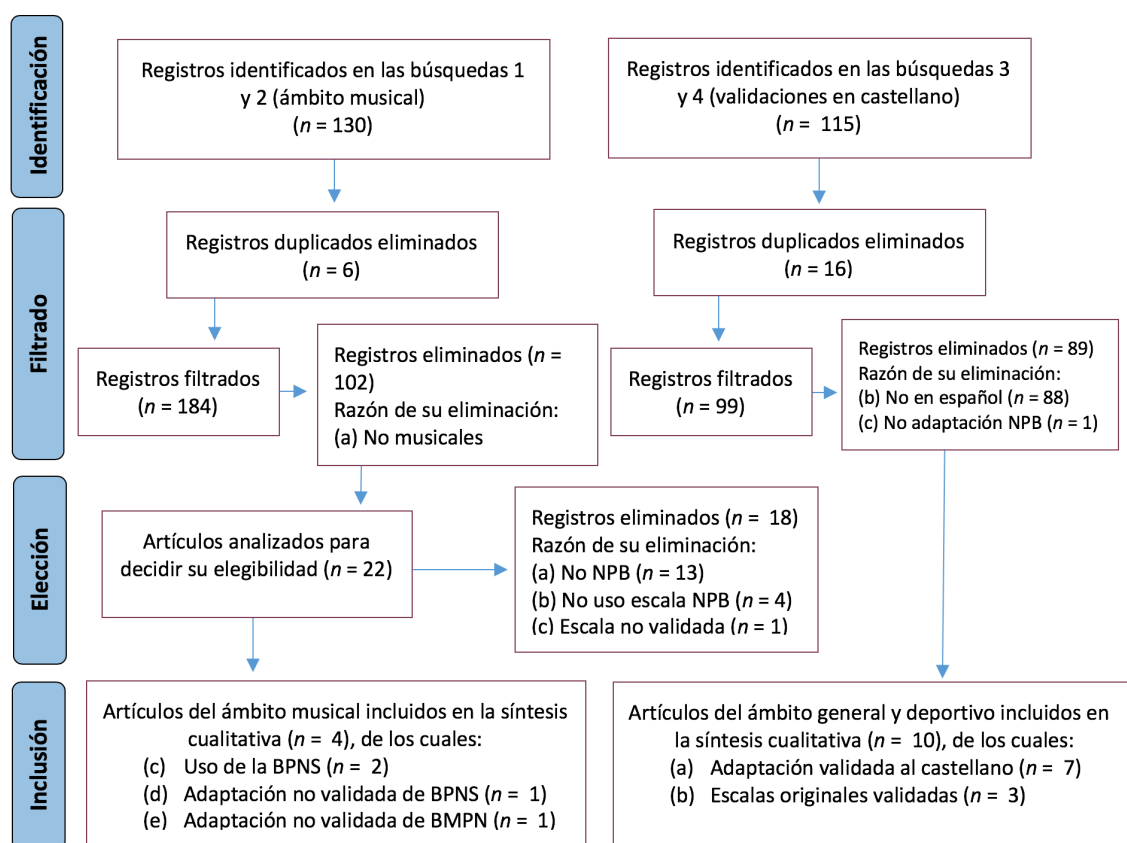 Identificación
Registros identificados en las búsquedas 1
y 2 (ámbito musical)
(n = 130)
Registros identificados en las búsquedas 3
y 4 (validaciones en castellano)
(n = 115)
Filtrado
Registros duplicados eliminados
(n = 6)
Registros duplicados eliminados
(n = 16)
Registros filtrados
(n = 184)
Registros eliminados (n =
102)
Razón de su eliminación:
(a) No musicales
Registros filtrados
(n = 99)
Registros eliminados (n = 89)
Razón de su eliminación:
(b) No en español (n = 88)
(c) No adaptación NPB (n = 1)
Elección
Artículos analizados para
decidir su elegibilidad (n = 22)
Registros eliminados (n = 18)
Razón de su eliminación:
(a) No NPB (n = 13)
(b) No uso escala NPB (n = 4)
(c) Escala no validada (n = 1)
Inclusión
Artículos del ámbito musical incluidos en la síntesis
cualitativa (n = 4), de los cuales:
(c) Uso de la BPNS (n = 2)
(d) Adaptación no validada de BPNS (n = 1)
(e) Adaptación no validada de BMPN (n = 1)
Artículos del ámbito general y deportivo incluidos en
la síntesis cualitativa (n = 10), de los cuales:
(a) Adaptación validada al castellano (n = 7)
(b) Escalas originales validadas (n = 3)